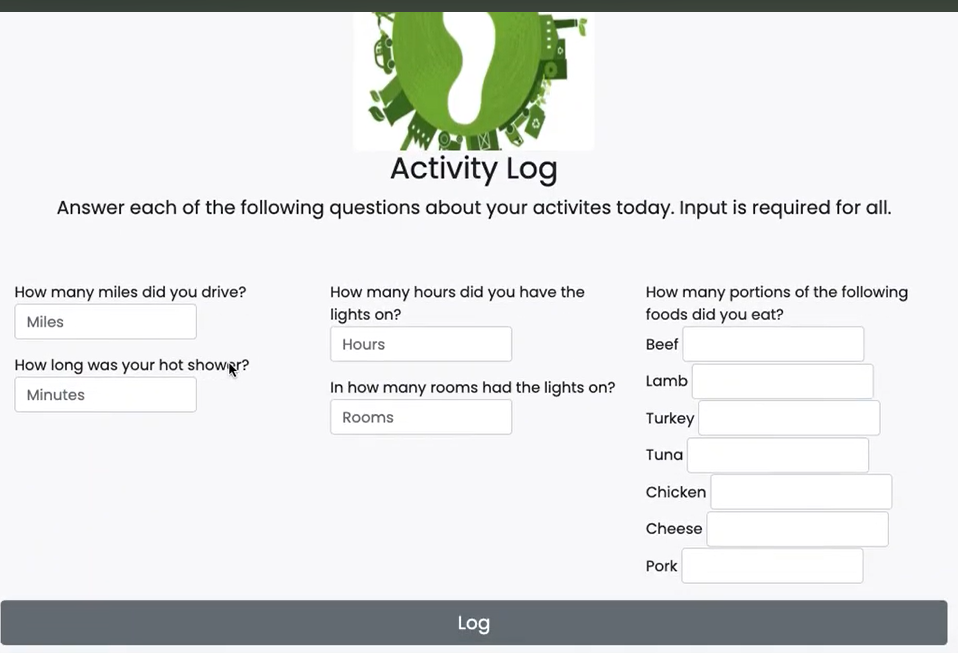 Activity Log
Answer each of the following questions about your activites today. Input is required for all.
How many miles did you drive?
Miles
How long was your hot shower?
Minutes
How many hours did you have the
lights on?
Hours
In how many rooms had the lights on?
Rooms
How many portions of the following
foods did you eat?
Beef
Lamb
Turkey
Tuna
Chicken
Cheese
Pork
Log